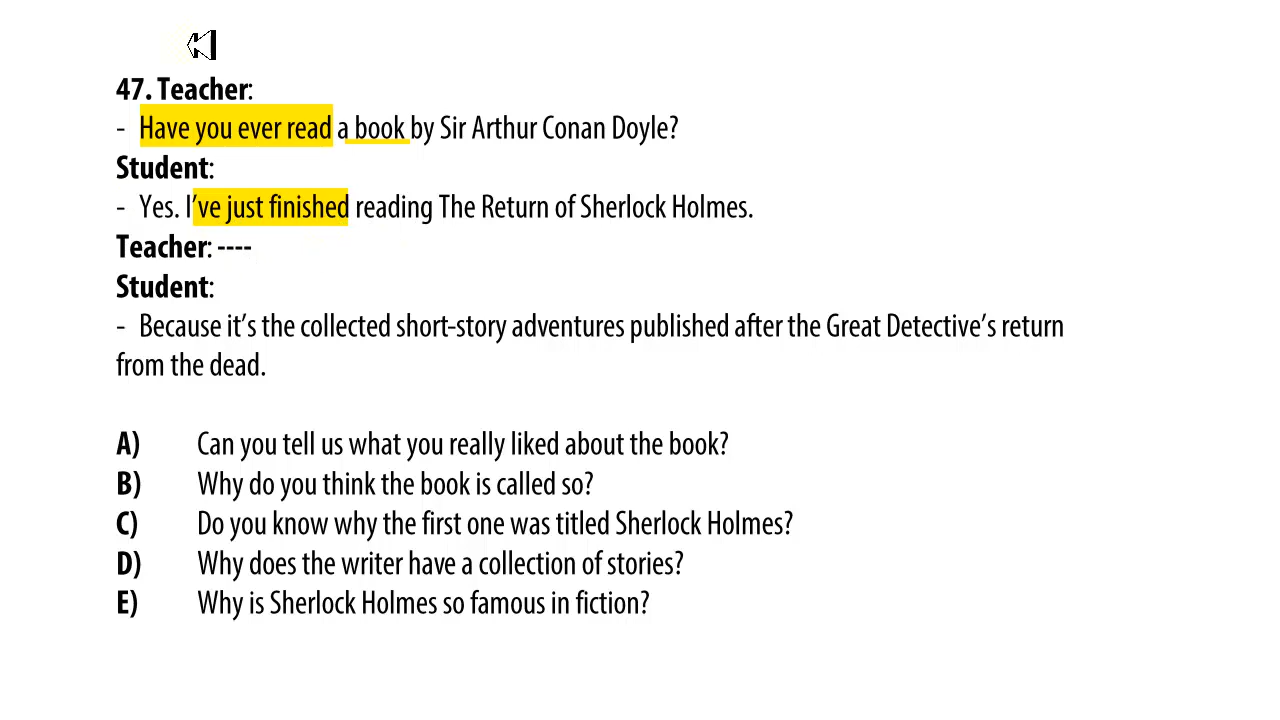 47. Teacher:
- Have you ever read a book by Sir Arthur Conan Doyle?
Student:
- Yes. I've just finished reading The Return of Sherlock Holmes.
Teacher: ----
Student:
- Because it's the collected short-story adventures published after the Great Detective's return
from the dead.
A) Can you tell us what you really liked about the book?
B) Why do you think the book is called so?
C) Do you know why the first one was titled Sherlock Holmes?
D) Why does the writer have a collection of stories?
E) Why is Sherlock Holmes so famous in fiction?